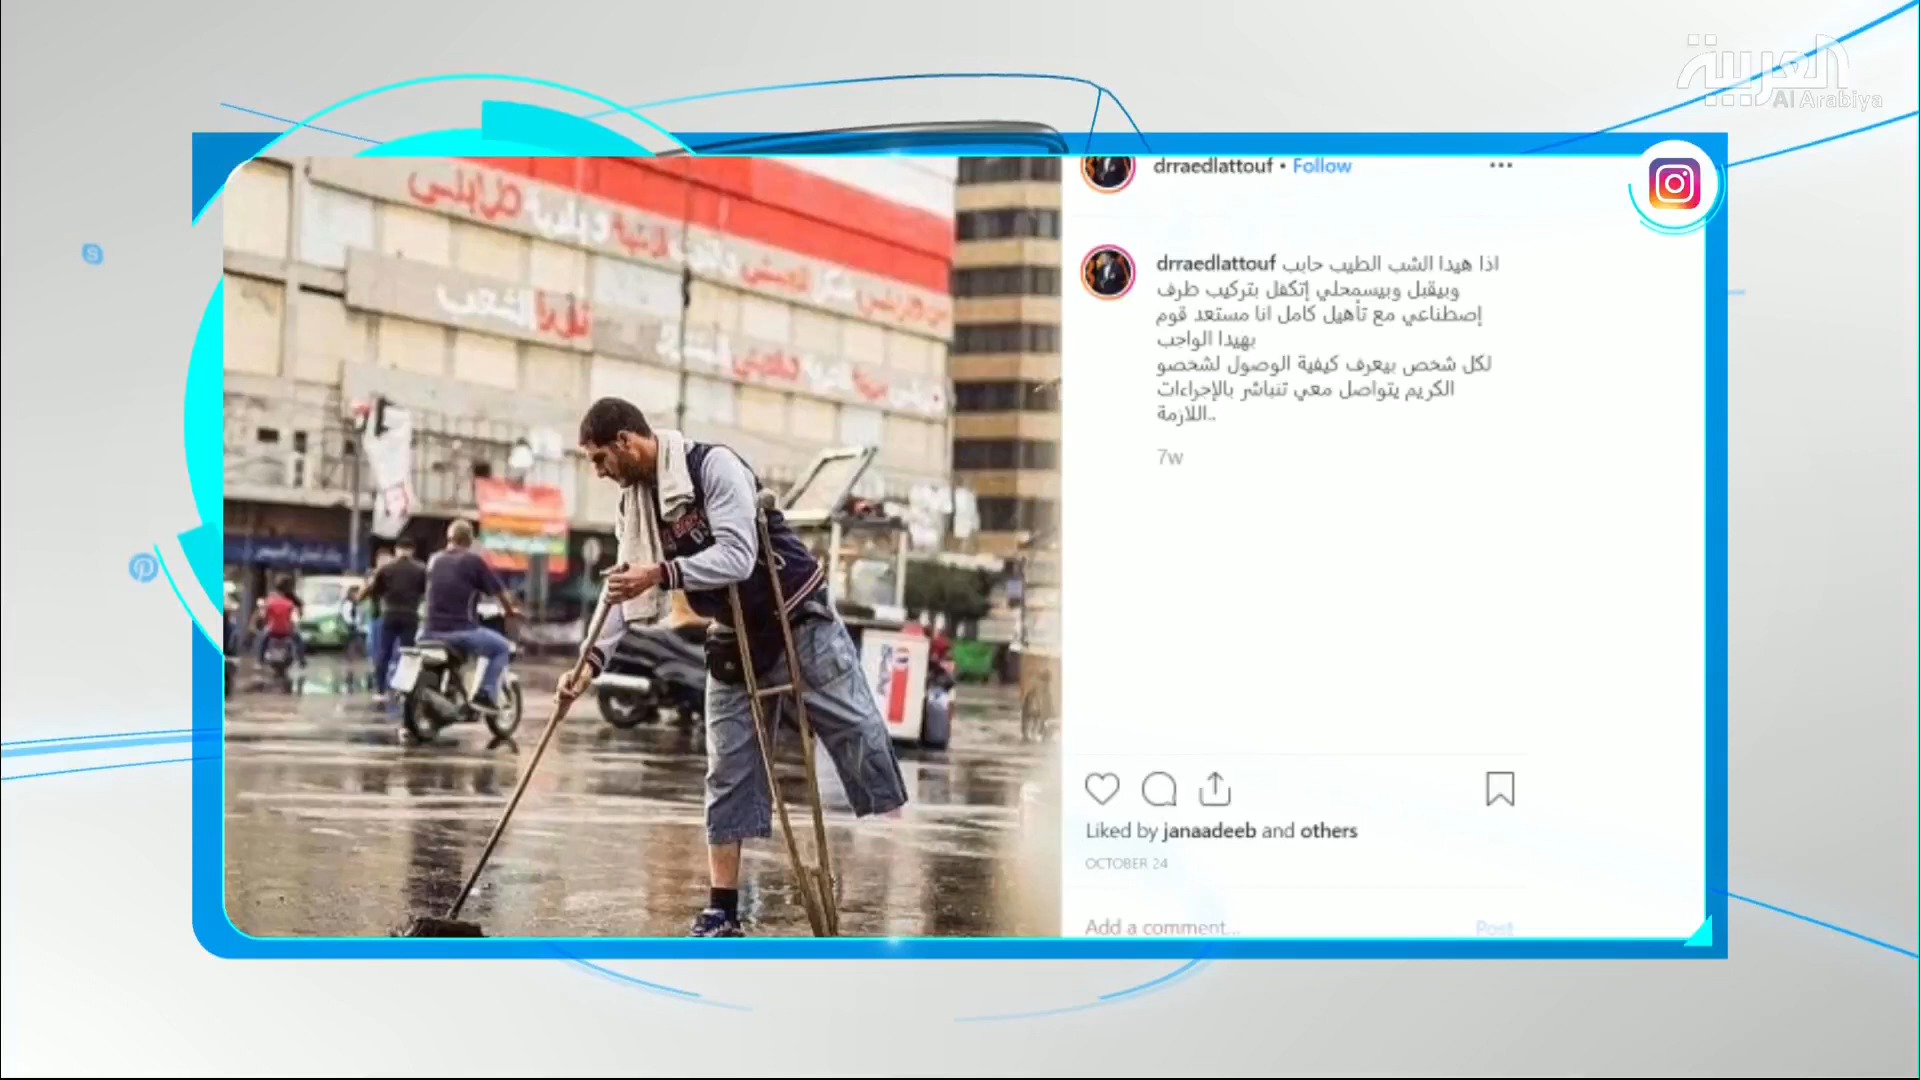 العربية
Al Arabiya
drraedlattouf • Follow
drraedlattouf اذا هيدا الشب الطيب حابب
وبيقبل وبيسمحلي إتكفل بتركيب طرف
إصطناعي مع تأهيل كامل انا مستعد قوم
بهيدا الواجب
لكل شخص بيعرف كيفية الوصول لشخصو
الكريم يتواصل معي تنباشر بالإجراءات
اللازمة..
7w
Liked by janaadeeb and others
OCTOBER 24
Add a comment...
Post
طرابلس
الشعب